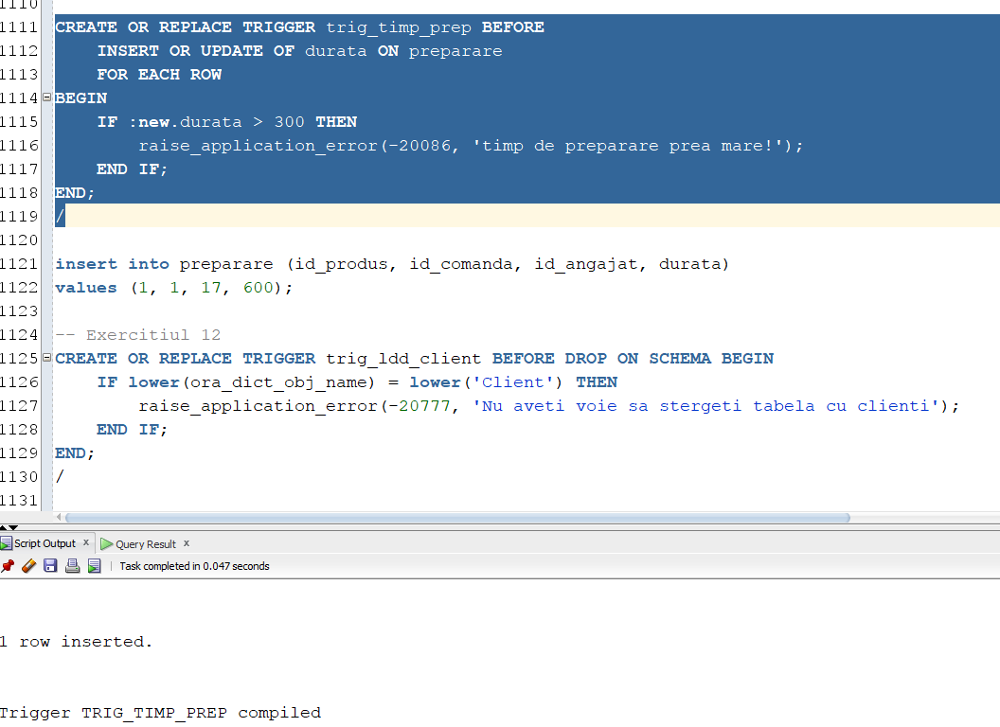 1110
1111 CREATE OR REPLACE TRIGGER trig_timp_prep BEFORE
1112     INSERT OR UPDATE OF durata ON preparare
1113     FOR EACH ROW
1114 BEGIN
1115     IF :new.durata > 300 THEN
1116         raise_application_error(-20086, 'timp de preparare prea mare!');
1117     END IF;
1118 END;
1119 /
1120
1121 insert into preparare (id_produs, id_comanda, id_angajat, durata)
1122 values (1, 1, 17, 600);
1123
1124 -- Exercitiul 12
1125 CREATE OR REPLACE TRIGGER trig_ldd_client BEFORE DROP ON SCHEMA BEGIN
1126     IF lower(ora_dict_obj_name) = lower('Client') THEN
1127         raise_application_error(-20777, 'Nu aveti voie sa stergeti tabela cu clienti');
1128     END IF;
1129 END;
1130 /
1131
Script Output x Query Result x
Task completed in 0.047 seconds
1 row inserted.
Trigger TRIG_TIMP_PREP compiled